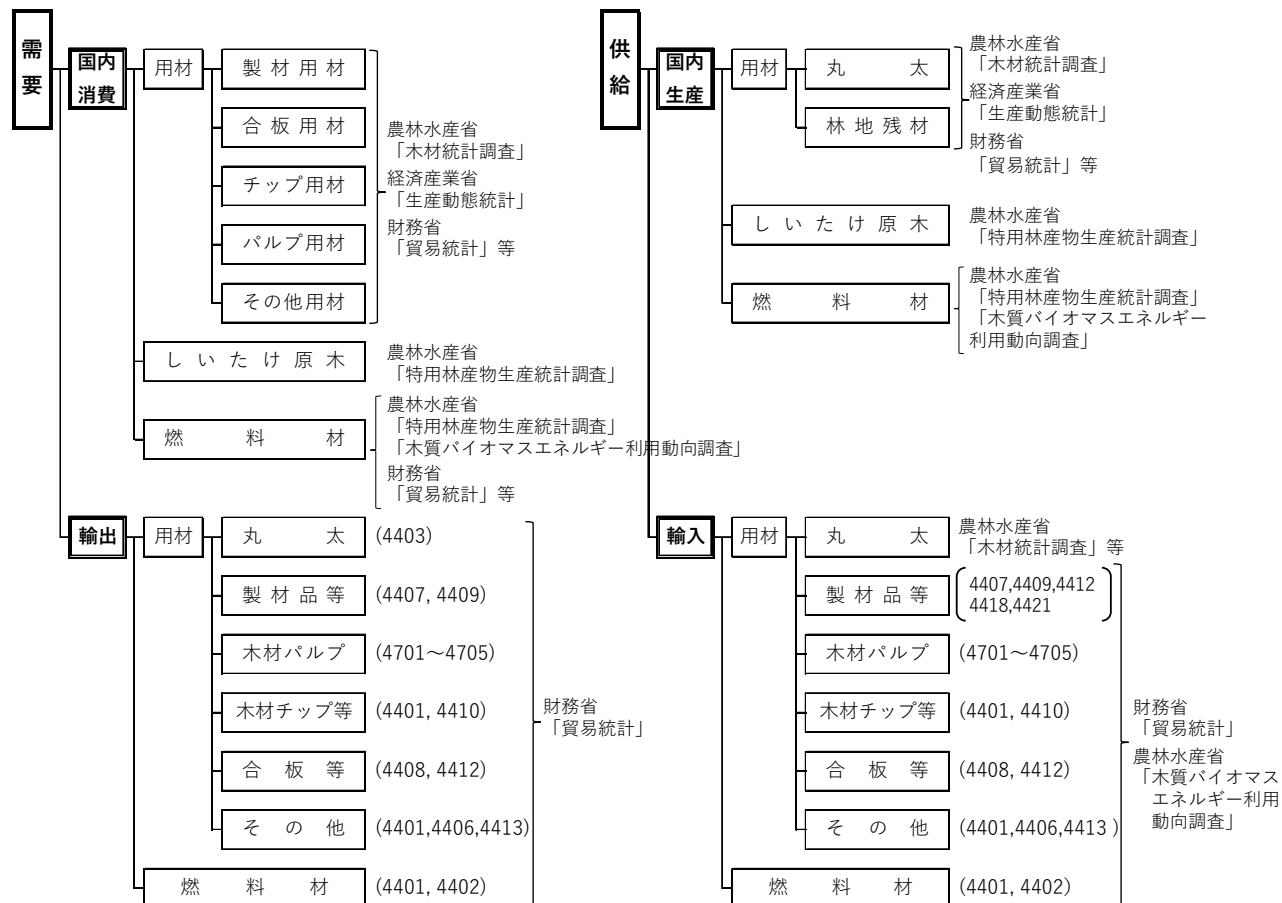 需
要
国内
消費
用材
製材用材
合板用材
チップ用材
パルプ用材
その他用材
農林水産省
「木材統計調査」
経済産業省
「生産動態統計」
財務省
「貿易統計」等
しいたけ原木
農林水産省
「特用林産物生産統計調査」
燃料材
農林水産省
「特用林産物生産統計調査」
「木質バイオマスエネルギー利用動向調査」
財務省
「貿易統計」等
輸出
用材
丸太 (4403)
製材品等 (4407, 4409)
木材パルプ (4701～4705)
木材チップ等 (4401, 4410)
合板等 (4408, 4412)
その他 (4401,4406,4413)
燃料材 (4401, 4402)
財務省
「貿易統計」
供
給
国内
生産
用材
丸太
林地残材
農林水産省
「木材統計調査」
経済産業省
「生産動態統計」
財務省
「貿易統計」等
しいたけ原木
農林水産省
「特用林産物生産統計調査」
燃料材
農林水産省
「特用林産物生産統計調査」
「木質バイオマスエネルギー
利用動向調査」
輸入
用材
丸太
農林水産省
「木材統計調査」等
製材品等
4407,4409,4412
4418,4421
木材パルプ (4701～4705)
木材チップ等 (4401, 4410)
合板等 (4408, 4412)
その他 (4401,4406,4413 )
燃料材 (4401, 4402)
財務省
「貿易統計」
農林水産省
「木質バイオマス
エネルギー利用
動向調査」